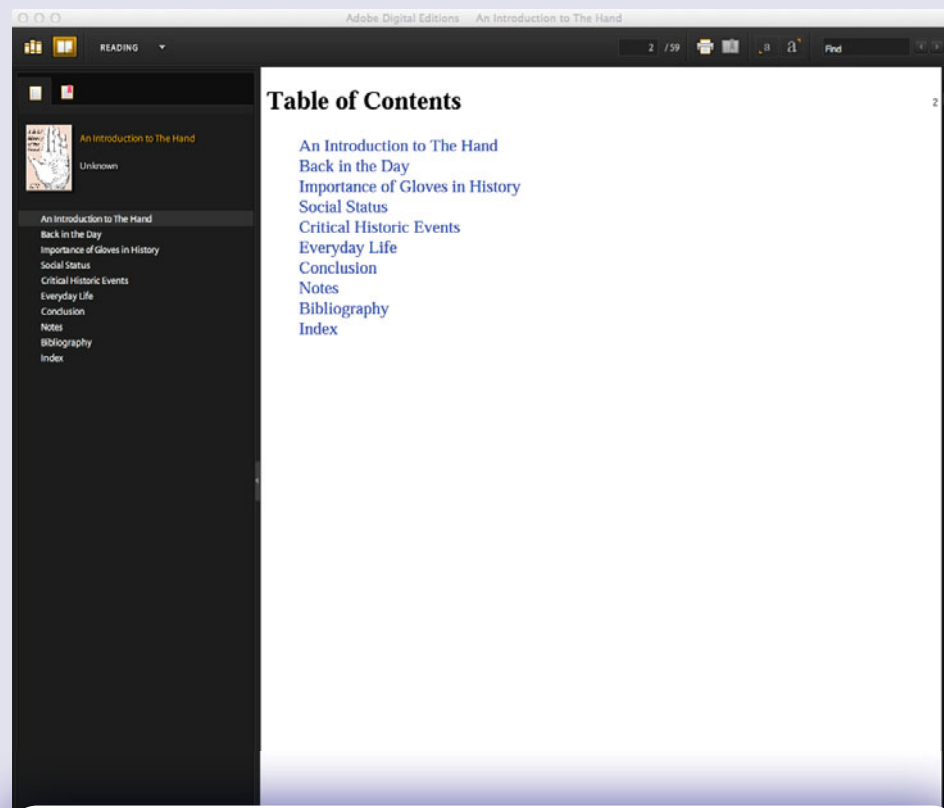 Adobe Digital Editions An Introduction to The Hand
READING 2 /59 a a Find
An Introduction to The Hand
Unknown
An Introduction to The Hand
Back in the Day
Importance of Gloves in History
Social Status
Critical Historic Events
Everyday Life
Conclusion
Notes
Bibliography
Index
Table of Contents
2
An Introduction to The Hand
Back in the Day
Importance of Gloves in History
Social Status
Critical Historic Events
Everyday Life
Conclusion
Notes
Bibliography
Index